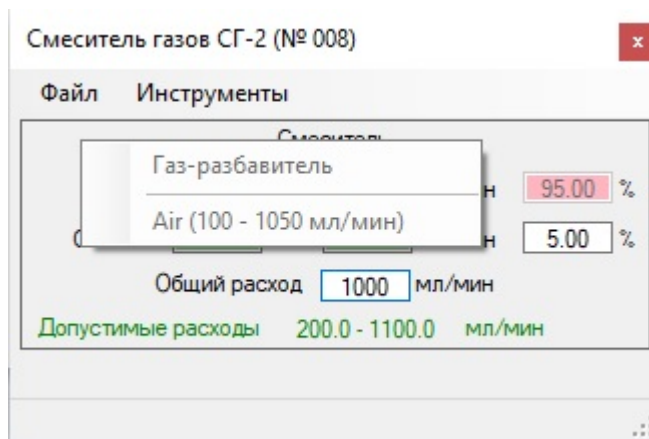 Смеситель газов СГ-2 (№ 008)
x
Файл Инструменты
Смеситель
Газ-разбавитель
н 95.00 %
Air (100 - 1050 мл/мин)
н 5.00 %
Общий расход 1000 мл/мин
Допустимые расходы 200.0 - 1100.0 мл/мин